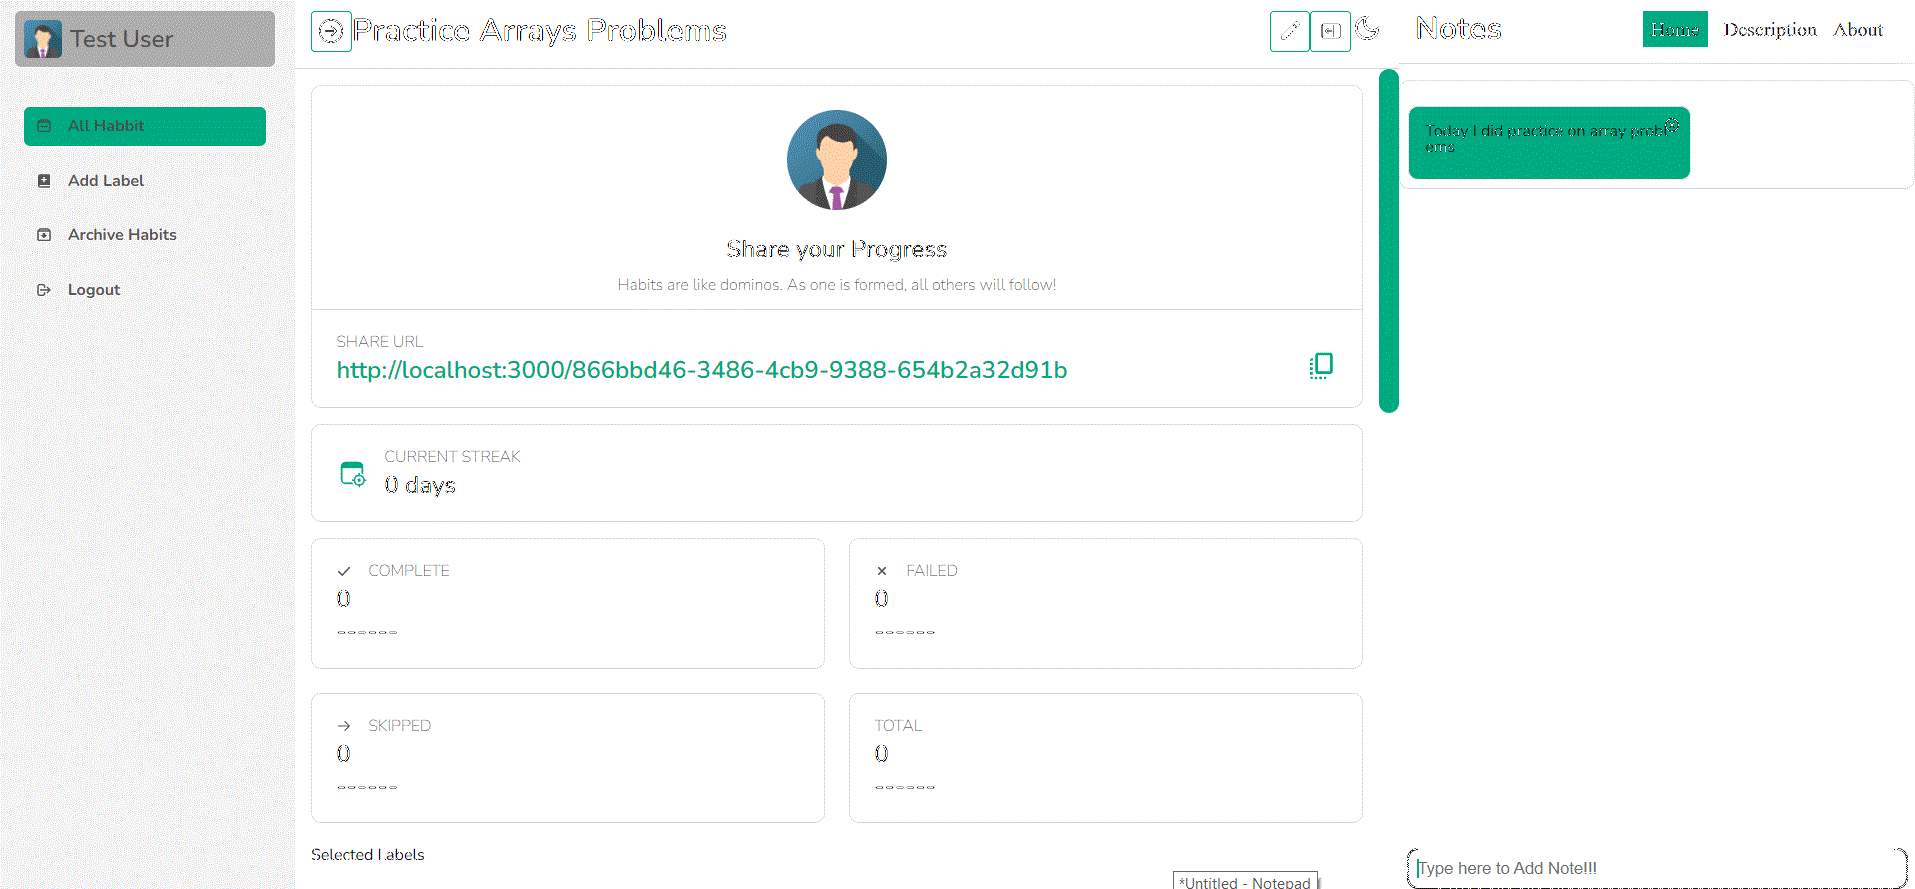 Test User
All Habbit
Add Label
Archive Habits
Logout
Practice Arrays Problems
Share your Progress
Habits are like dominos. As one is formed, all others will follow!
SHARE URL
http://localhost:3000/866bbd46-3486-4cb9-9388-654b2a32d91b
CURRENT STREAK
0 days
COMPLETE
0
------
FAILED
0
------
SKIPPED
0
------
TOTAL
0
------
Selected Labels
*Untitled - Notepad
Notes
Home Description About
Today I did practice on array probl
ems
Type here to Add Note!!!